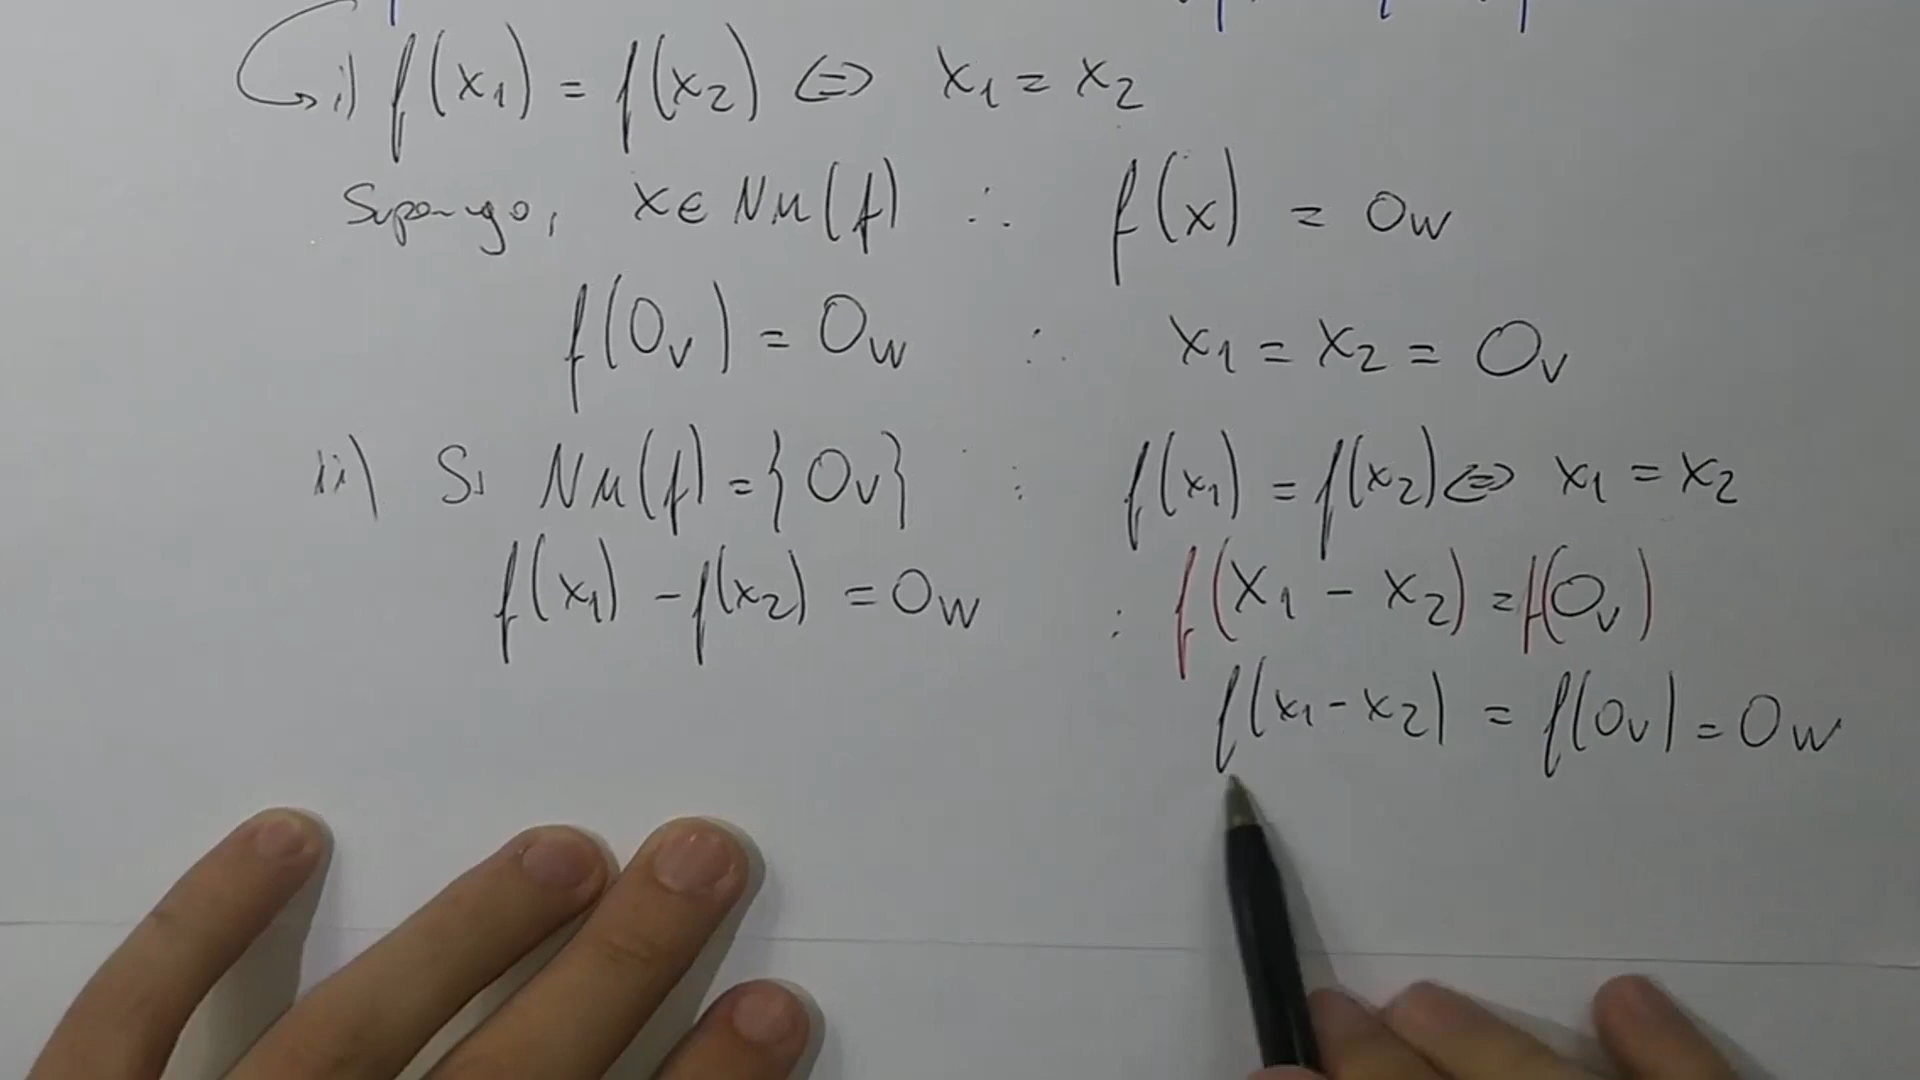 i) f(x₁) = f(x₂) ⇔ x₁ = x₂
Supongo, x ∈ Nu(f) ∴ f(x) = 0w
f(0v) = 0w ∴ x₁ = x₂ = 0v
ii) Si Nu(f) = {0v} : f(x₁) = f(x₂) ⇔ x₁ = x₂
f(x₁) - f(x₂) = 0w : f(x₁ - x₂) = f(0v)
f(x₁ - x₂) = f(0v) = 0w